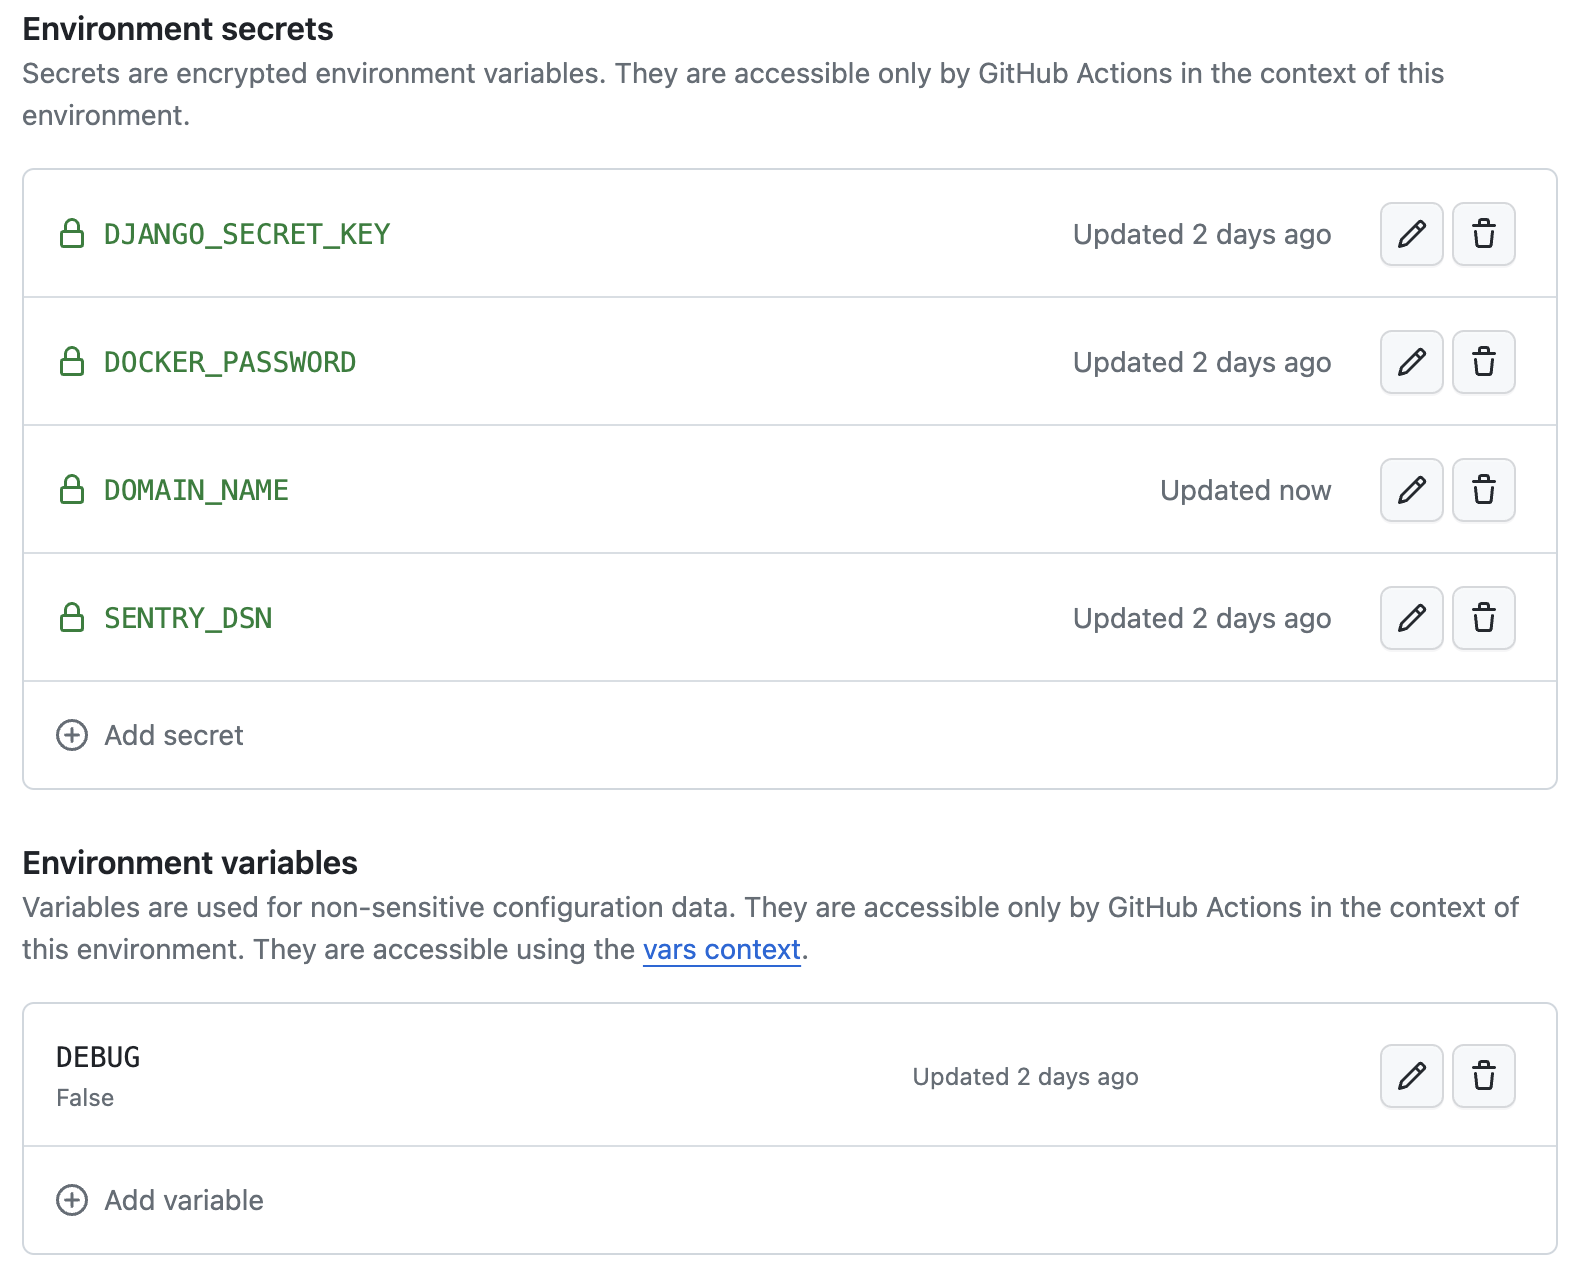 Environment secrets
Secrets are encrypted environment variables. They are accessible only by GitHub Actions in the context of this
environment.
DJANGO_SECRET_KEY Updated 2 days ago
DOCKER_PASSWORD Updated 2 days ago
DOMAIN_NAME Updated now
SENTRY_DSN Updated 2 days ago
Add secret
Environment variables
Variables are used for non-sensitive configuration data. They are accessible only by GitHub Actions in the context of
this environment. They are accessible using the vars context.
DEBUG
False
Updated 2 days ago
Add variable